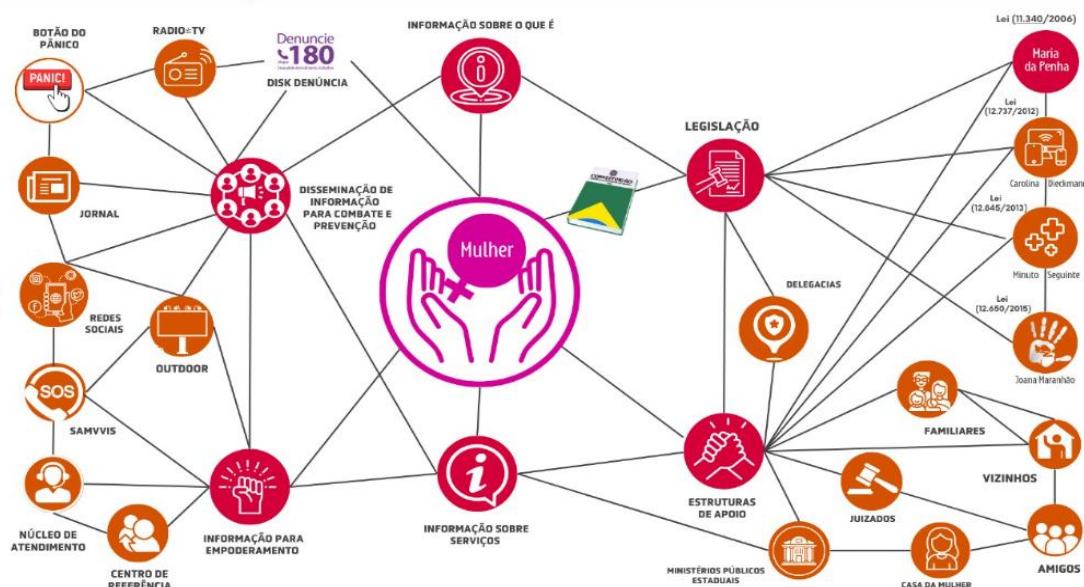 BOTÃO DO
PÂNICO
PANIC!
RADIO E TV
Denuncie
180
DISK DENÚNCIA
INFORMAÇÃO SOBRE O QUE É
Lei (11.340/2006)
Maria
da Penha
Lei
(12.737/2012)
Carolina Dieckmann
LEGISLAÇÃO
CONSTITUIÇÃO
JORNAL
DISSEMINAÇÃO DE
INFORMAÇÃO
PARA COMBATE E
PREVENÇÃO
Mulher
Lei
(12.845/2013)
Minuto Seguinte
DELEGACIAS
Lei
(12.650/2015)
Joana Maranhão
REDES
SOCIAIS
OUTDOOR
SOS
SAMVVIS
FAMILIARES
VIZINHOS
NÚCLEO DE
ATENDIMENTO
CENTRO DE
REFERÊNCIA
INFORMAÇÃO PARA
EMPODERAMENTO
INFORMAÇÃO SOBRE
SERVIÇOS
ESTRUTURAS
DE APOIO
JUIZADOS
MINISTÉRIOS PÚBLICOS
ESTADUAIS
CASA DA MULHER
AMIGOS